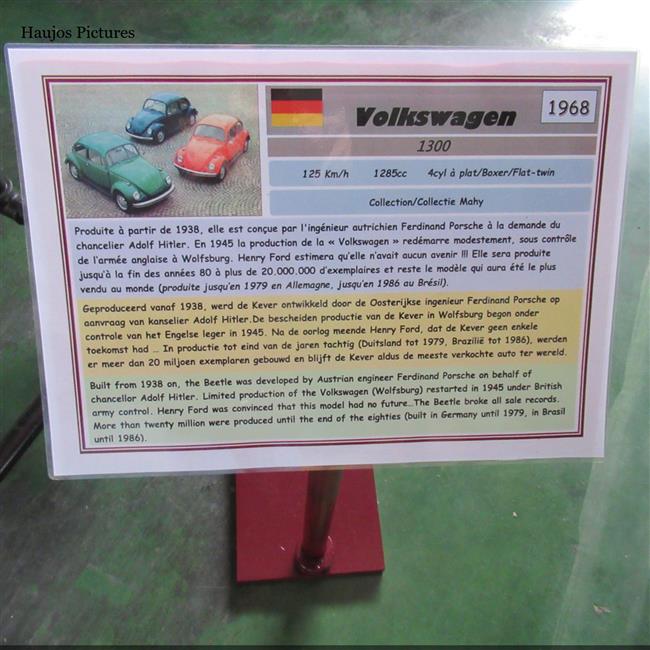 Haujos Pictures
Volkswagen
1968
1300
125 Km/h 1285cc 4cyl à plat/Boxer/Flat-twin
Collection/Collectie Mahy
Produite à partir de 1938, elle est conçue par l'ingénieur autrichien Ferdinand Porsche à la demande du
chancelier Adolf Hitler. En 1945 la production de la « Volkswagen » redémarre modestement, sous contrôle
de l'armée anglaise à Wolfsburg. Henry Ford estimera qu'elle n'avait aucun avenir !!! Elle sera produite
jusqu'à la fin des années 80 à plus de 20.000.000 d'exemplaires et reste le modèle qui aura été le plus
vendu au monde (produite jusqu'en 1979 en Allemagne, jusqu'en 1986 au Brésil).
Geproduceerd vanaf 1938, werd de Kever ontwikkeld door de Oosterijkse ingenieur Ferdinand Porsche op
aanvraag van kanselier Adolf Hitler.De bescheiden productie van de Kever in Wolfsburg begon onder
controle van het Engelse leger in 1945. Na de oorlog meende Henry Ford, dat de Kever geen enkele
toekomst had ... In productie tot eind van de jaren tachtig (Duitsland tot 1979, Brazilië tot 1986), werden
er meer dan 20 miljoen exemplaren gebouwd en blijft de Kever aldus de meeste verkochte auto ter wereld.
Built from 1938 on, the Beetle was developed by Austrian engineer Ferdinand Porsche on behalf of
chancellor Adolf Hitler. Limited production of the Volkswagen (Wolfsburg) restarted in 1945 under British
army control. Henry Ford was convinced that this model had no future...The Beetle broke all sale records.
More than twenty million were produced until the end of the eighties (built in Germany until 1979, in Brasil
until 1986).